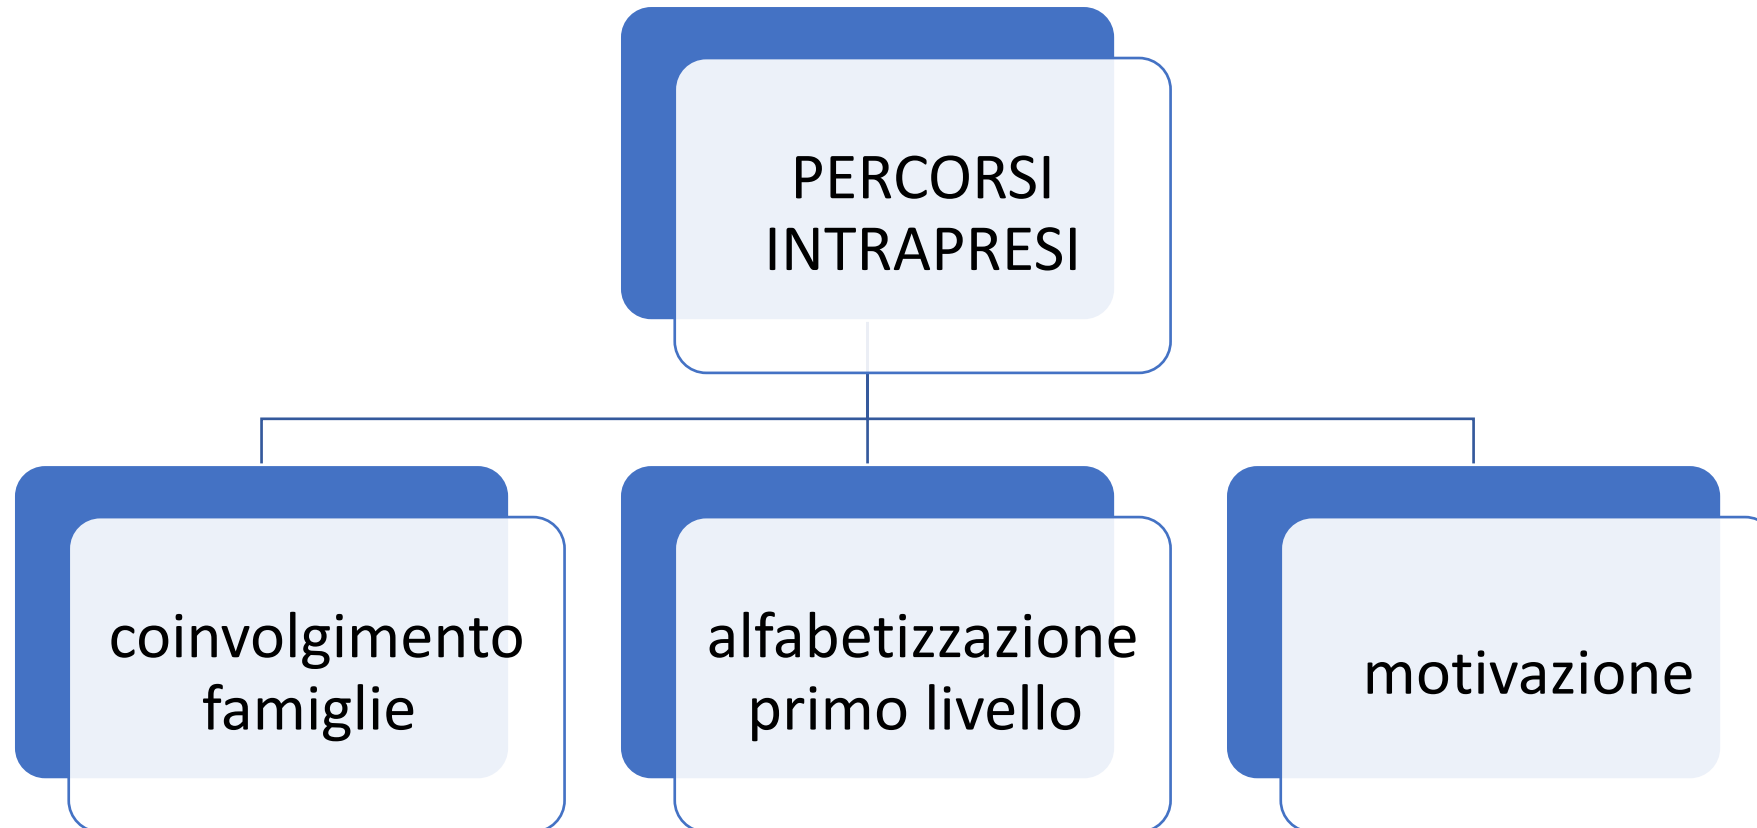 PERCORSI
INTRAPRESI
coinvolgimento
famiglie
alfabetizzazione
primo livello
motivazione